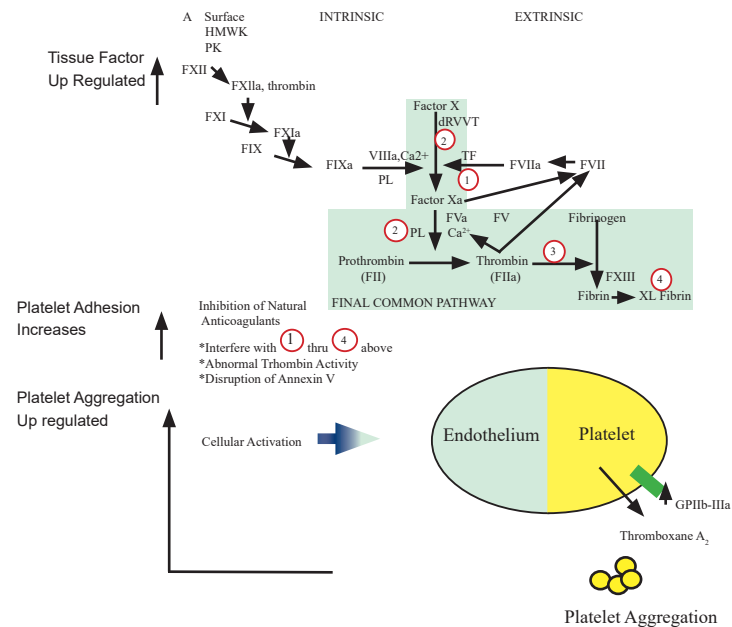 A Surface
HMWK
PK
INTRINSIC
EXTRINSIC
Tissue Factor
Up Regulated
FXII
FXIIa, thrombin
FXI
FXIa
FIX
FIXa
VIIIa,Ca2+
PL
Factor X
dRVVT
2
TF
1
FVIIa
FVII
Factor Xa
2
PL
FVa
Ca2+
FV
Fibrinogen
Prothrombin
(FII)
Thrombin
(FIIa)
3
FXIII
4
Fibrin
XL Fibrin
FINAL COMMON PATHWAY
Platelet Adhesion
Increases
Inhibition of Natural
Anticoagulants
*Interfere with 1 thru 4 above
*Abnormal Trhombin Activity
*Disruption of Annexin V
Platelet Aggregation
Up regulated
Cellular Activation
Endothelium
Platelet
GPIIb-IIIa
Thromboxane A2
Platelet Aggregation